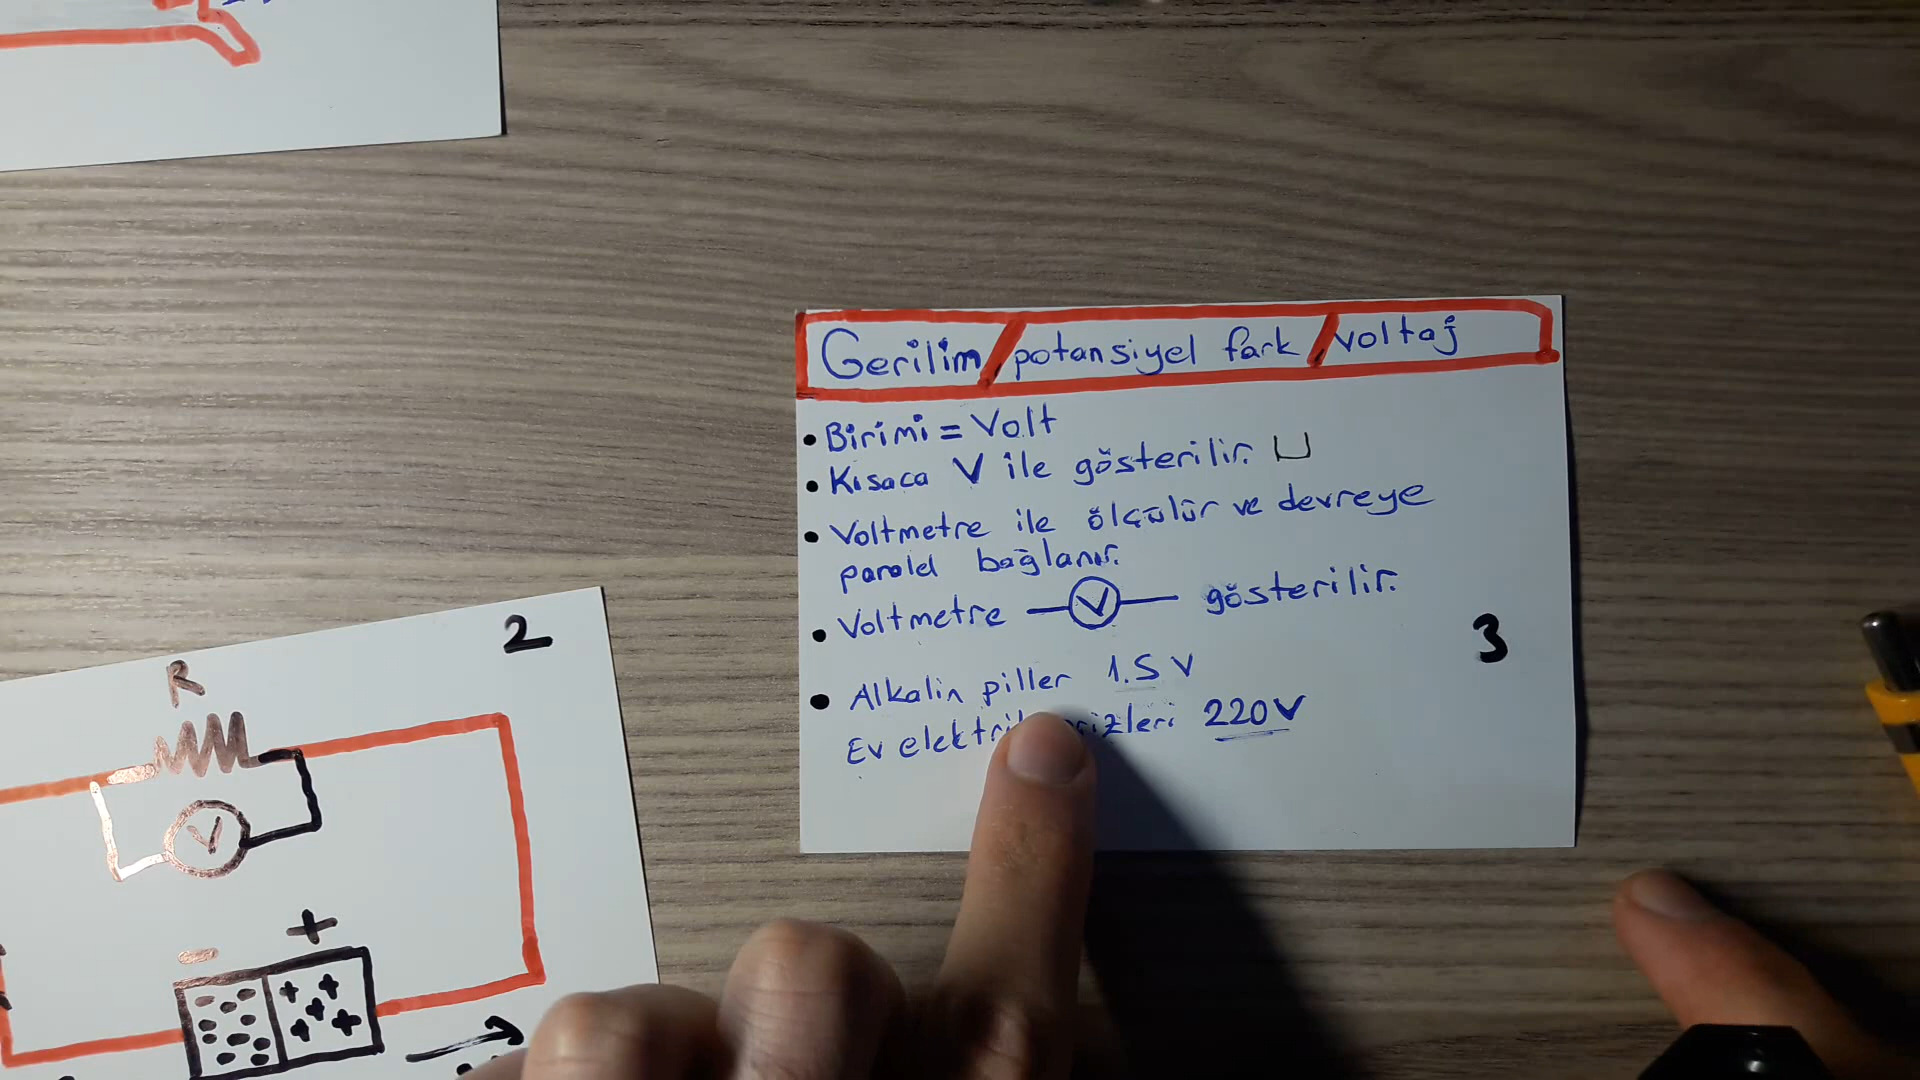 Gerilim/potansiyel fark/voltaj
• Birimi = Volt
• Kısaca V ile gösterilir. U
• Voltmetre ile ölçülür ve devreye
paralel bağlanır.
• Voltmetre V gösterilir.
3
• Alkalin piller 1.5 V
Ev 220V
2
R
V
- +